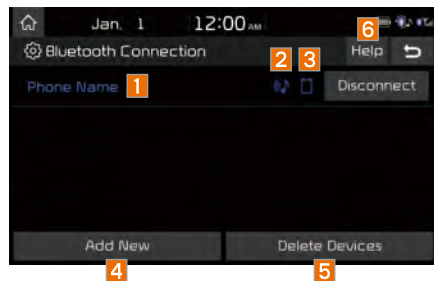 Jan. 1 12:00 AM
6
Bluetooth Connection Help
2 3
Phone Name 1 Disconnect
Add New Delete Devices
4 5